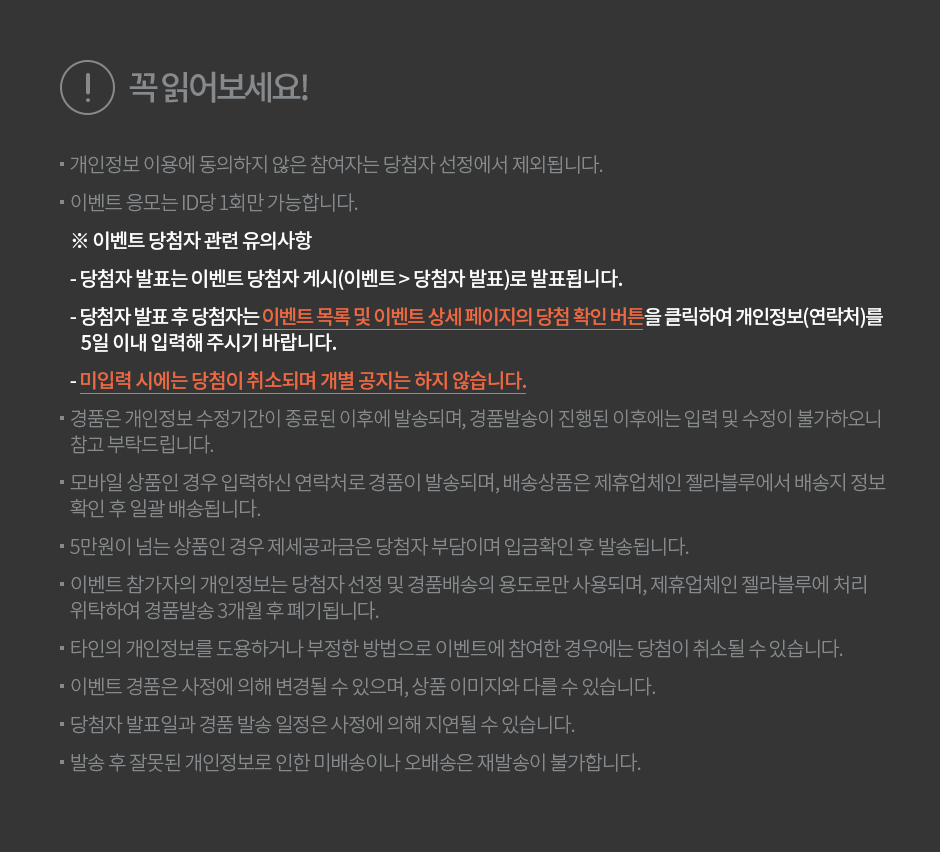 ! 꼭 읽어보세요!
▪ 개인정보 이용에 동의하지 않은 참여자는 당첨자 선정에서 제외됩니다.
▪ 이벤트 응모는 ID당 1회만 가능합니다.
※ 이벤트 당첨자 관련 유의사항
- 당첨자 발표는 이벤트 당첨자 게시(이벤트 > 당첨자 발표)로 발표됩니다.
- 당첨자 발표 후 당첨자는 이벤트 목록 및 이벤트 상세 페이지의 당첨 확인 버튼을 클릭하여 개인정보(연락처)를
5일 이내 입력해 주시기 바랍니다.
- 미입력 시에는 당첨이 취소되며 개별 공지는 하지 않습니다.
▪ 경품은 개인정보 수정기간이 종료된 이후에 발송되며, 경품발송이 진행된 이후에는 입력 및 수정이 불가하오니
참고 부탁드립니다.
▪ 모바일 상품인 경우 입력하신 연락처로 경품이 발송되며, 배송상품은 제휴업체인 젤라블루에서 배송지 정보
확인 후 일괄 배송됩니다.
▪ 5만원이 넘는 상품인 경우 제세공과금은 당첨자 부담이며 입금확인 후 발송됩니다.
▪ 이벤트 참가자의 개인정보는 당첨자 선정 및 경품배송의 용도로만 사용되며, 제휴업체인 젤라블루에 처리
위탁하여 경품발송 3개월 후 폐기됩니다.
▪ 타인의 개인정보를 도용하거나 부정한 방법으로 이벤트에 참여한 경우에는 당첨이 취소될 수 있습니다.
▪ 이벤트 경품은 사정에 의해 변경될 수 있으며, 상품 이미지와 다를 수 있습니다.
▪ 당첨자 발표일과 경품 발송 일정은 사정에 의해 지연될 수 있습니다.
▪ 발송 후 잘못된 개인정보로 인한 미배송이나 오배송은 재발송이 불가합니다.